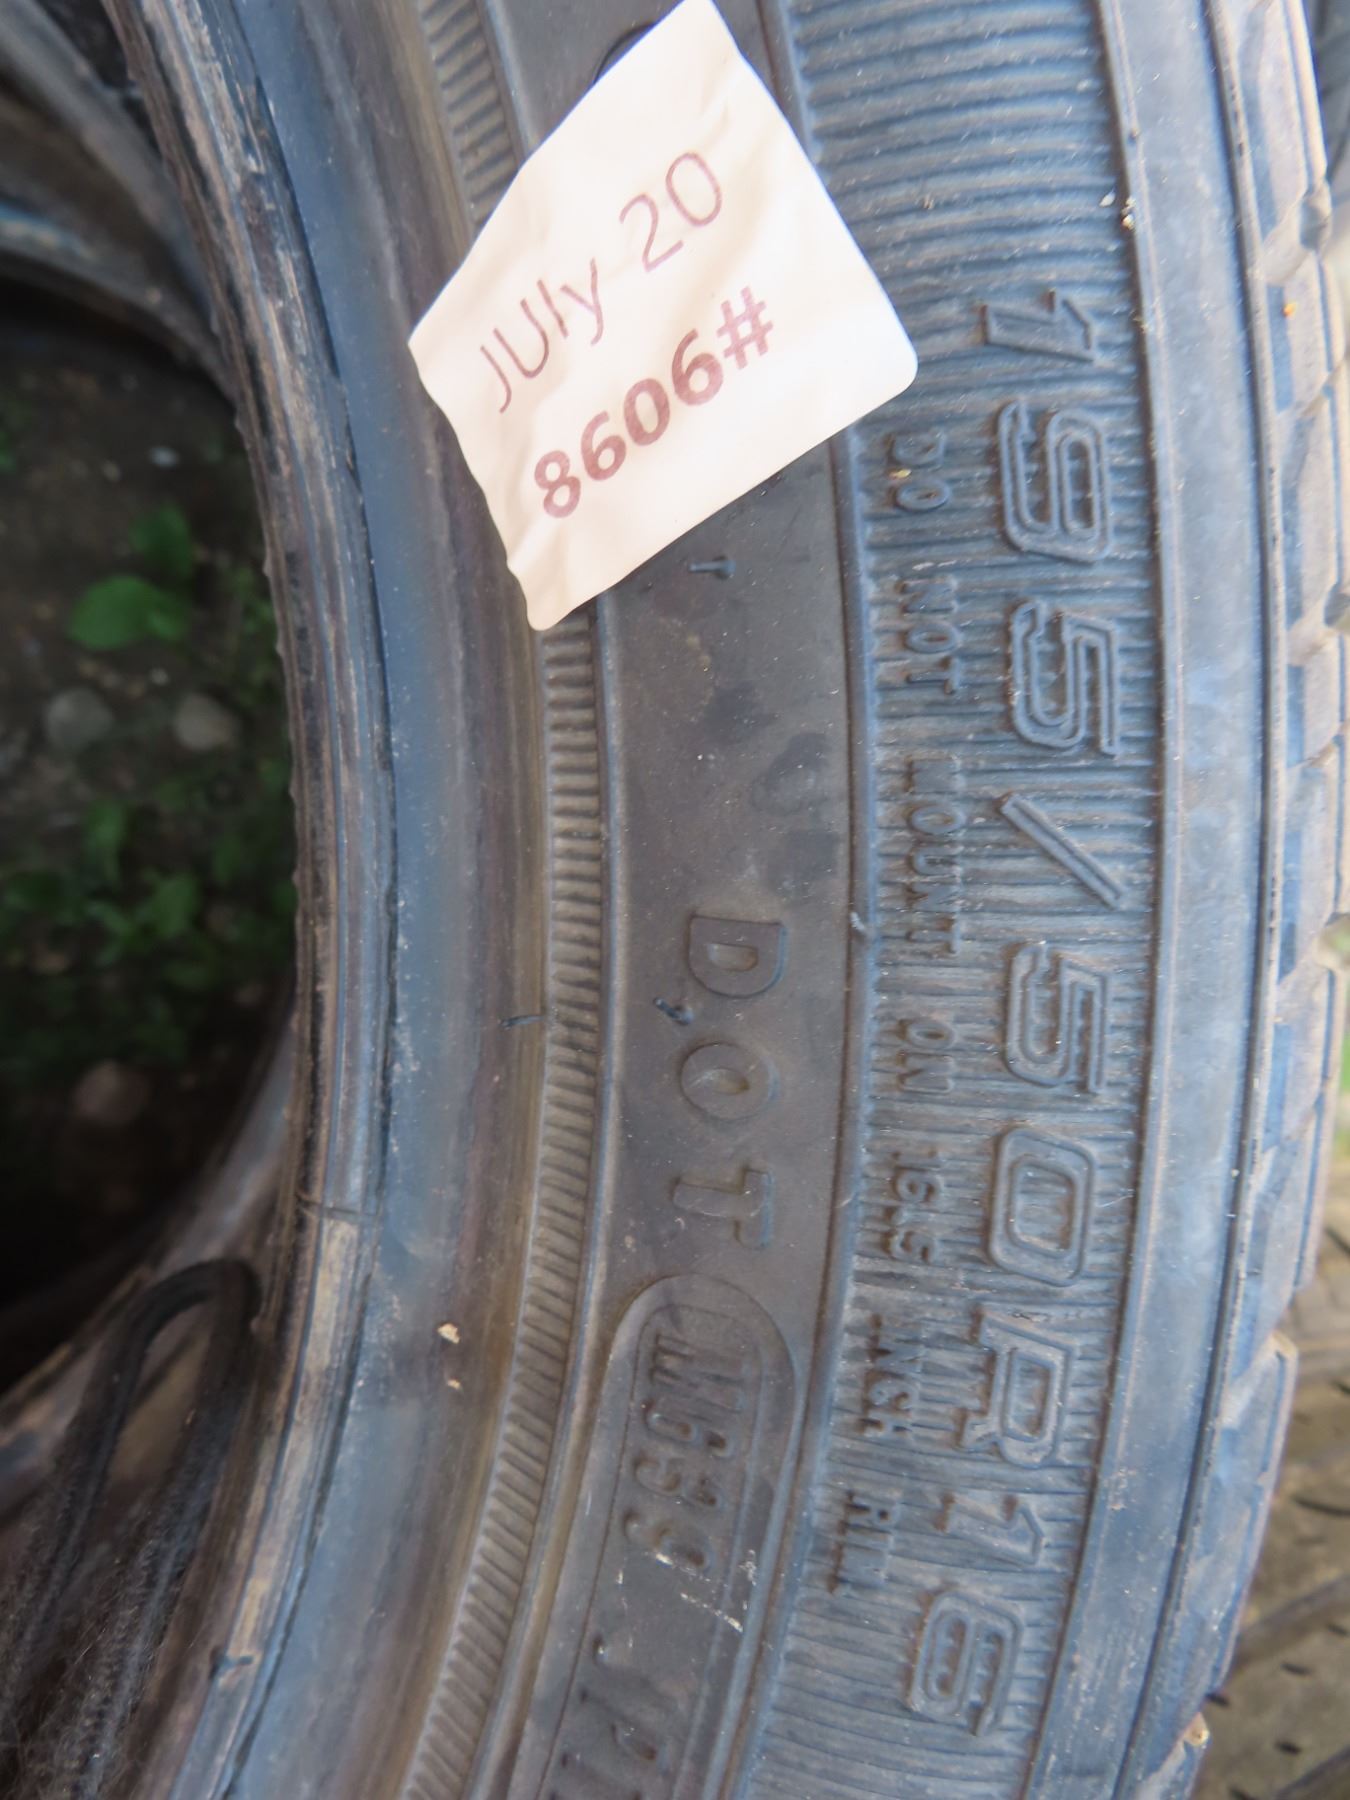 JUly 20
8606#
195/50R16
DO NOT MOUNT ON 16.5 INCH RIM
DOT